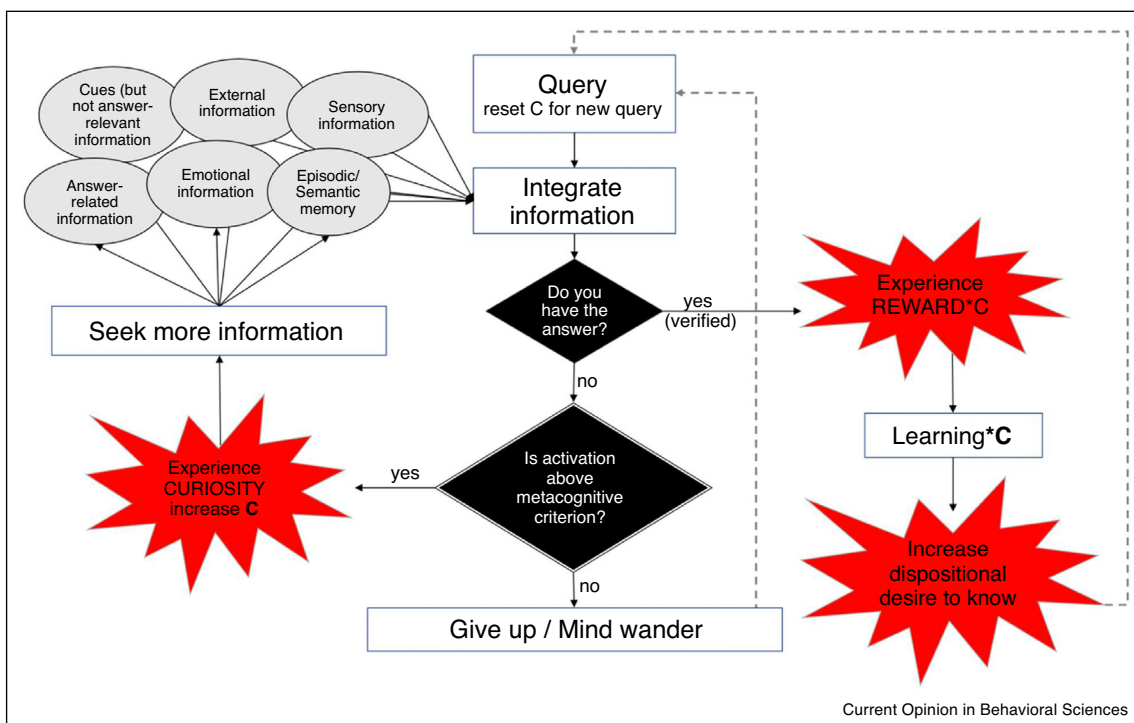 Cues (but
not answer-
relevant
information
External
information
Sensory
information
Answer-
related
information
Emotional
information
Episodic/
Semantic
memory
Query
reset C for new query
Integrate
information
Do you
have the
answer?
yes
(verified)
Experience
REWARD*C
Learning*C
Increase
dispositional
desire to know
no
Is activation
above
metacognitive
criterion?
yes
Experience
CURIOSITY
increase C
Seek more information
no
Give up / Mind wander
Current Opinion in Behavioral Sciences